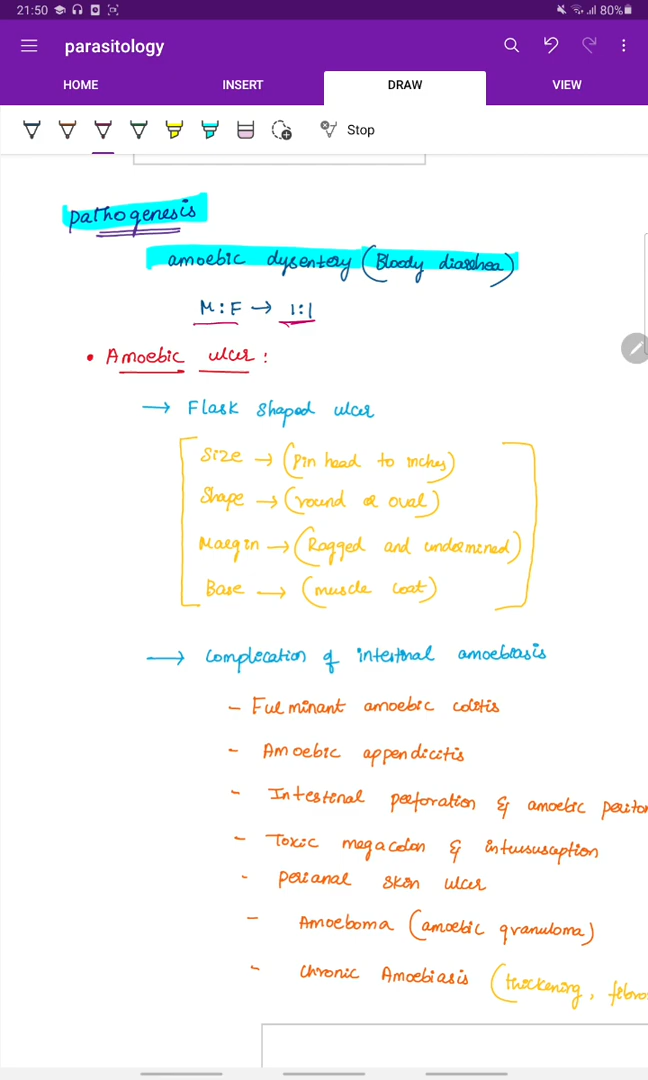 21:50 80%
parasitology
HOME INSERT DRAW VIEW
Stop
Pathogenesis
amoebic dysentery (Bloody diarrhea)
M:F → 1:1
• Amoebic ulcer :
→ Flask shaped ulcer
Size → (Pin head to inches)
Shape → (round or oval)
Margin → (Ragged and undermined)
Base → (muscle coat)
→ Complecation of intestinal amoebiasis
- Fulminant amoebic colitis
- Amoebic appendicitis
- Intestinal perforation & amoebic periton
- Toxic megacolon & intussusception
- Perianal skin ulcer
- Amoeboma (amoebic granuloma)
- Chronic Amoebiasis (thickening, febro